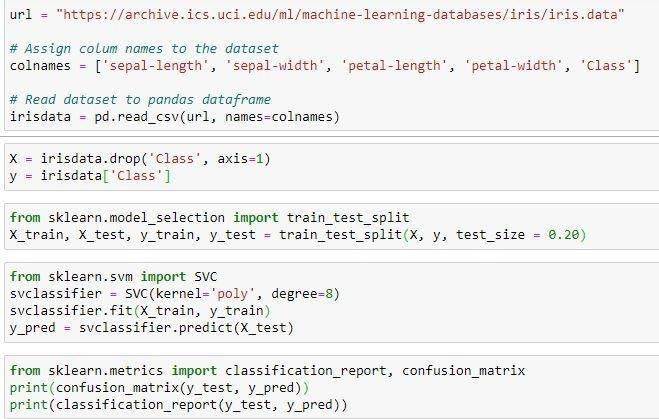 url = "https://archive.ics.uci.edu/ml/machine-learning-databases/iris/iris.data"
# Assign colum names to the dataset
colnames = ['sepal-length', 'sepal-width', 'petal-length', 'petal-width', 'Class']
# Read dataset to pandas dataframe
irisdata = pd.read_csv(url, names=colnames)
X = irisdata.drop('Class', axis=1)
y = irisdata['Class']
from sklearn.model_selection import train_test_split
X_train, X_test, y_train, y_test = train_test_split(X, y, test_size = 0.20)
from sklearn.svm import SVC
svclassifier = SVC(kernel='poly', degree=8)
svclassifier.fit(X_train, y_train)
y_pred = svclassifier.predict(X_test)
from sklearn.metrics import classification_report, confusion_matrix
print(confusion_matrix(y_test, y_pred))
print(classification_report(y_test, y_pred))